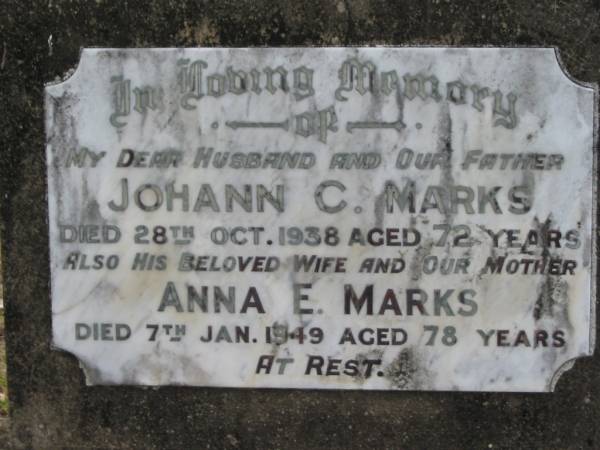 In Loving Memory
of
My Dear Husband and Our Father
Johann C. Marks
Died 28th Oct. 1938 aged 72 years
Also His Beloved Wife and Our Mother
Anna E. Marks
Died 7th Jan. 1949 aged 78 years
At Rest.